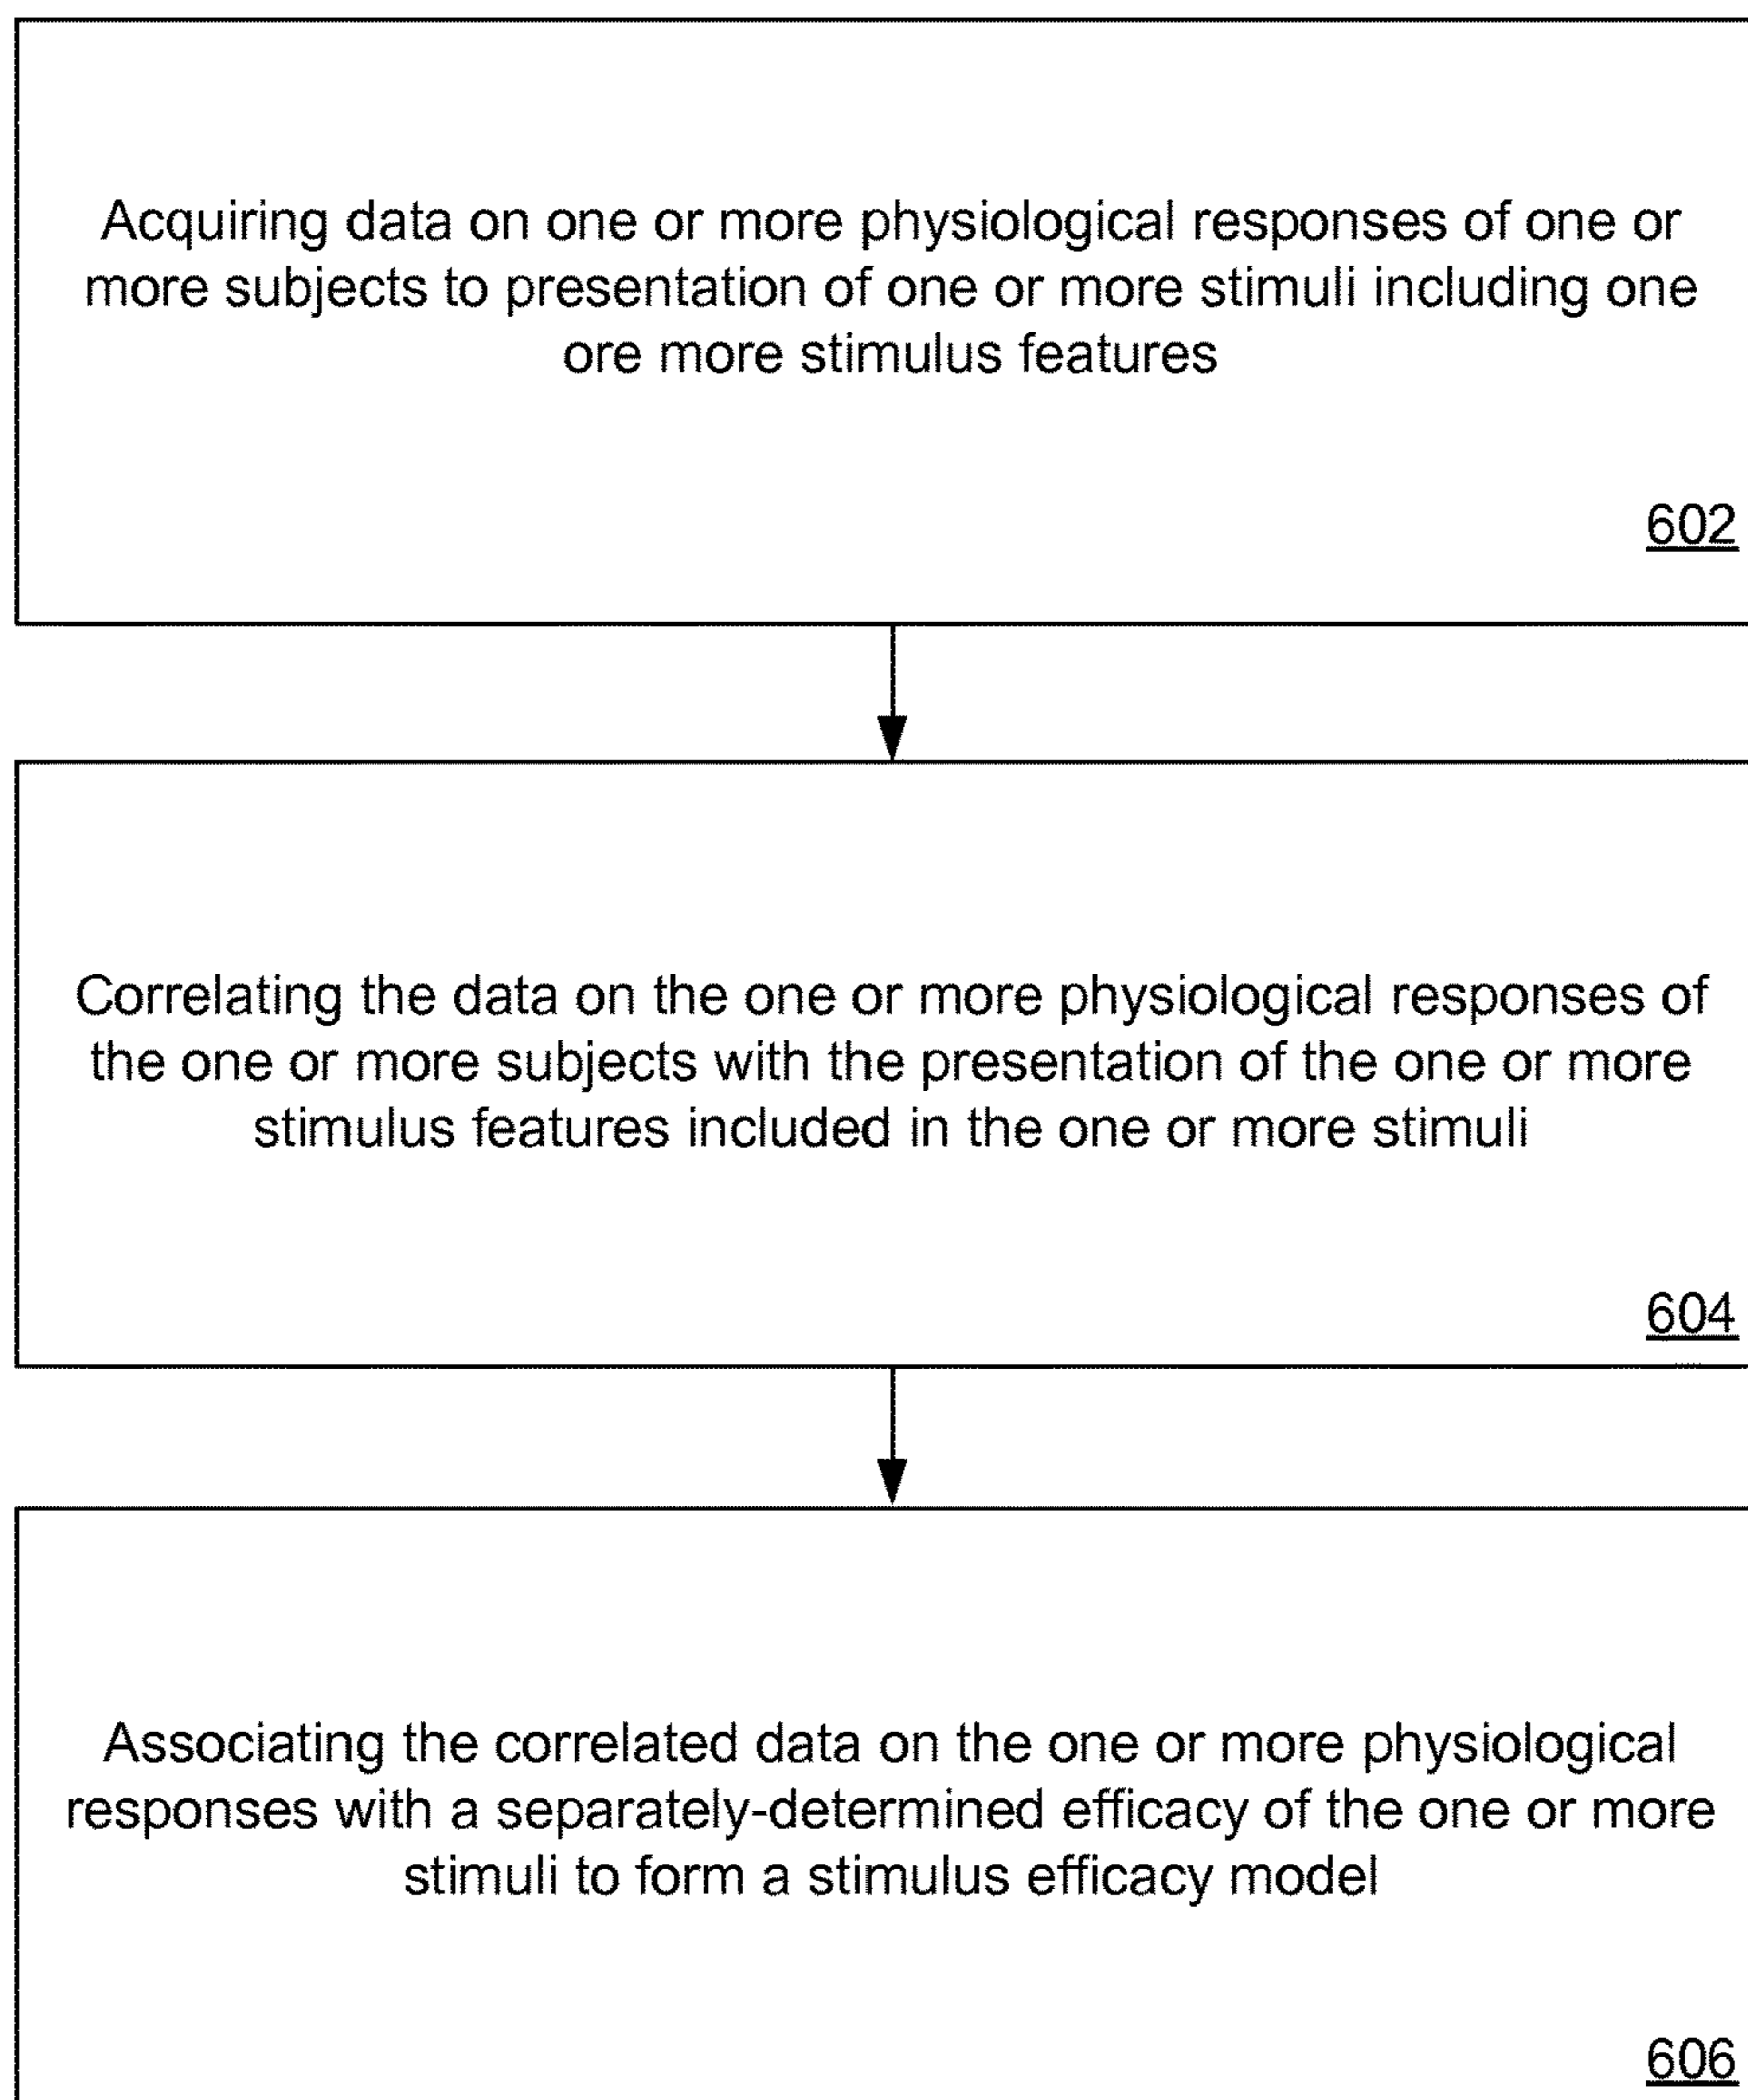 Acquiring data on one or more physiological responses of one or
more subjects to presentation of one or more stimuli including one
ore more stimulus features
602
Correlating the data on the one or more physiological responses of
the one or more subjects with the presentation of the one or more
stimulus features included in the one or more stimuli
604
Associating the correlated data on the one or more physiological
responses with a separately-determined efficacy of the one or more
stimuli to form a stimulus efficacy model
606